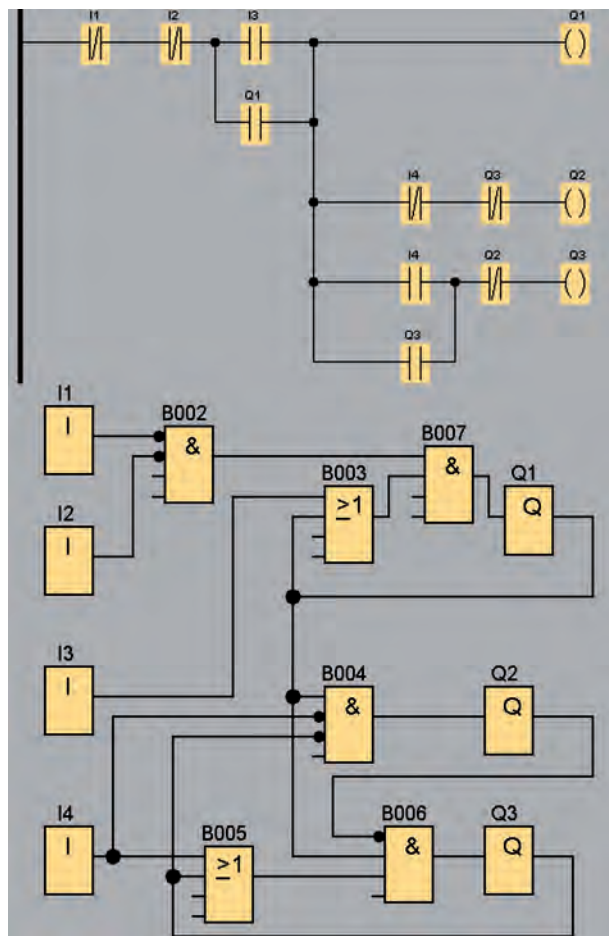 I1 I2 I3 Q1
Q1
I4 Q3 Q2
I4 Q2 Q3
Q3
I1
I
B002
&
B007
&
B003
≥1
Q1
Q
I2
I
I3
I
B004
&
Q2
Q
I4
I
B005
≥1
B006
&
Q3
Q